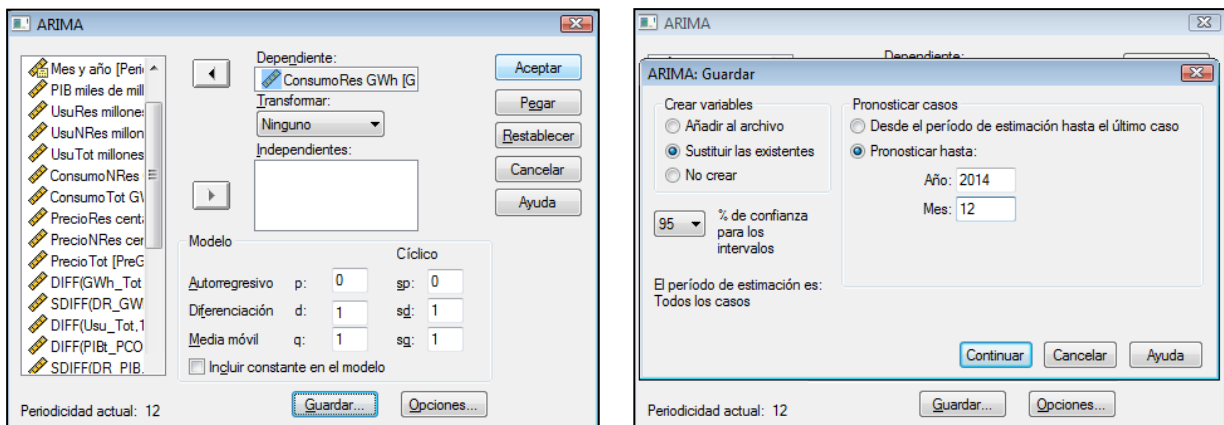 ARIMA
Mes y año [Peri
PIB miles de mill
UsuRes millone
UsuNRes millon
UsuTot millones
ConsumoNRes
ConsumoTot G
PrecioRes cent
PrecioNRes cer
PrecioTot [PreG
DIFF(GWh_Tot
SDIFF(DR_GW
DIFF(Usu_Tot,1
DIFF(PIBt_PCO
SDIFF(DR_PIB.
Dependiente:
ConsumoRes GWh [G
Transformar:
Ninguno
Independientes:
Aceptar
Pegar
Restablecer
Cancelar
Ayuda
Modelo
Cíclico
Autorregresivo p: 0 sp: 0
Diferenciación d: 1 sd: 1
Media móvil q: 1 sq: 1
Incluir constante en el modelo
Periodicidad actual: 12
Guardar...
Opciones...
ARIMA
Dependiente:
ARIMA: Guardar
Crear variables
Añadir al archivo
Sustituir las existentes
No crear
95 % de confianza
para los
intervalos
El período de estimación es:
Todos los casos
Pronosticar casos
Desde el período de estimación hasta el último caso
Pronosticar hasta:
Año: 2014
Mes: 12
Continuar
Cancelar
Ayuda
Periodicidad actual: 12
Guardar...
Opciones...